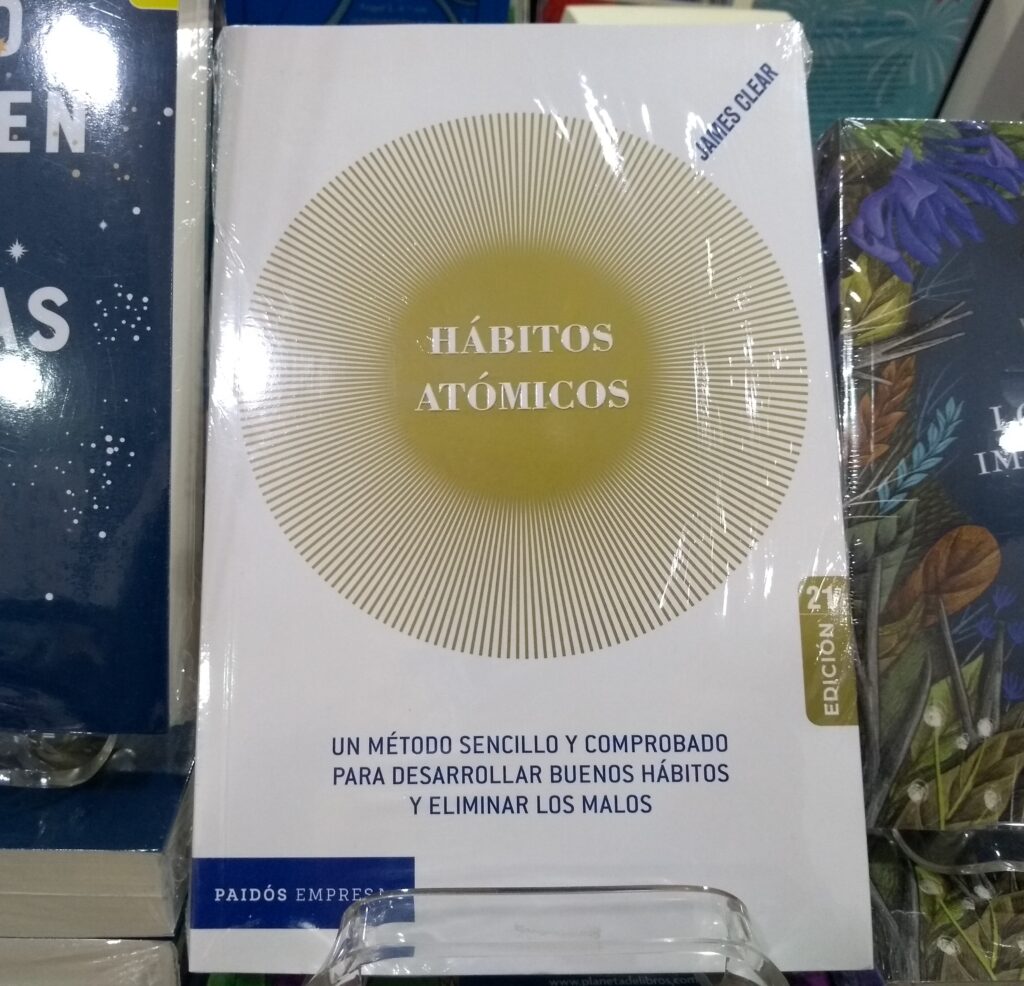 JAMES CLEAR
HÁBITOS
ATÓMICOS
EDICIÓN 21
UN MÉTODO SENCILLO Y COMPROBADO
PARA DESARROLLAR BUENOS HÁBITOS
Y ELIMINAR LOS MALOS
PAIDÓS EMPRESA
EN
AS
www.planetadelibros.com